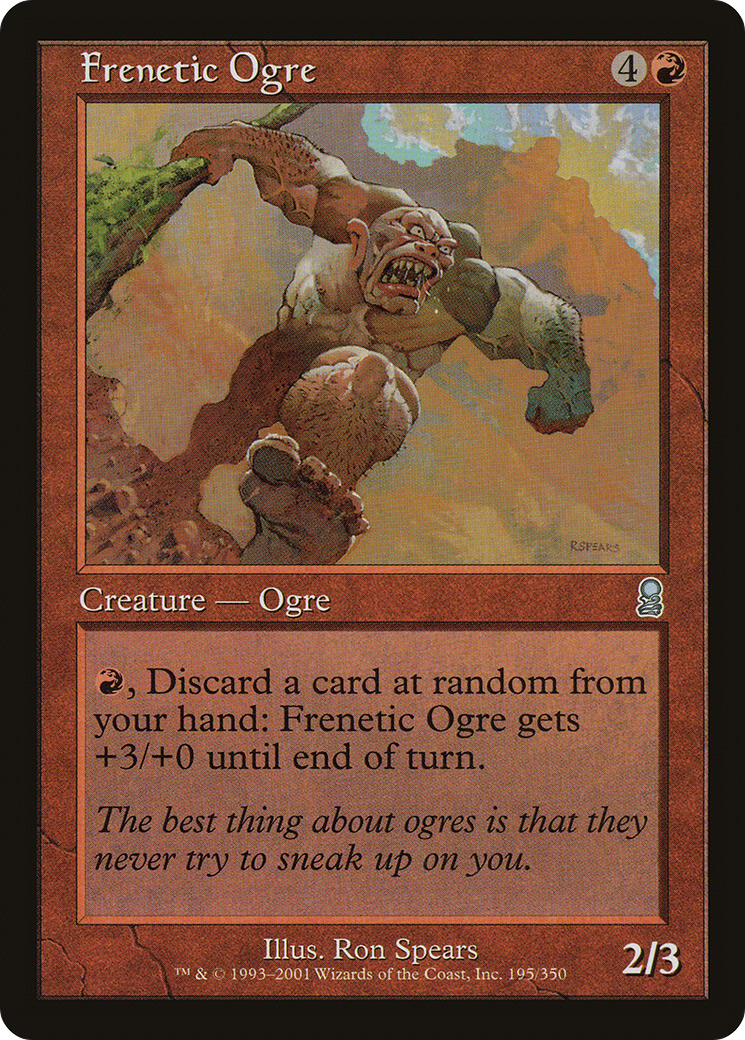 Frenetic Ogre
4
R.SPEARS
Creature — Ogre
, Discard a card at random from
your hand: Frenetic Ogre gets
+3/+0 until end of turn.
The best thing about ogres is that they
never try to sneak up on you.
Illus. Ron Spears
™ & © 1993–2001 Wizards of the Coast, Inc. 195/350
2/3